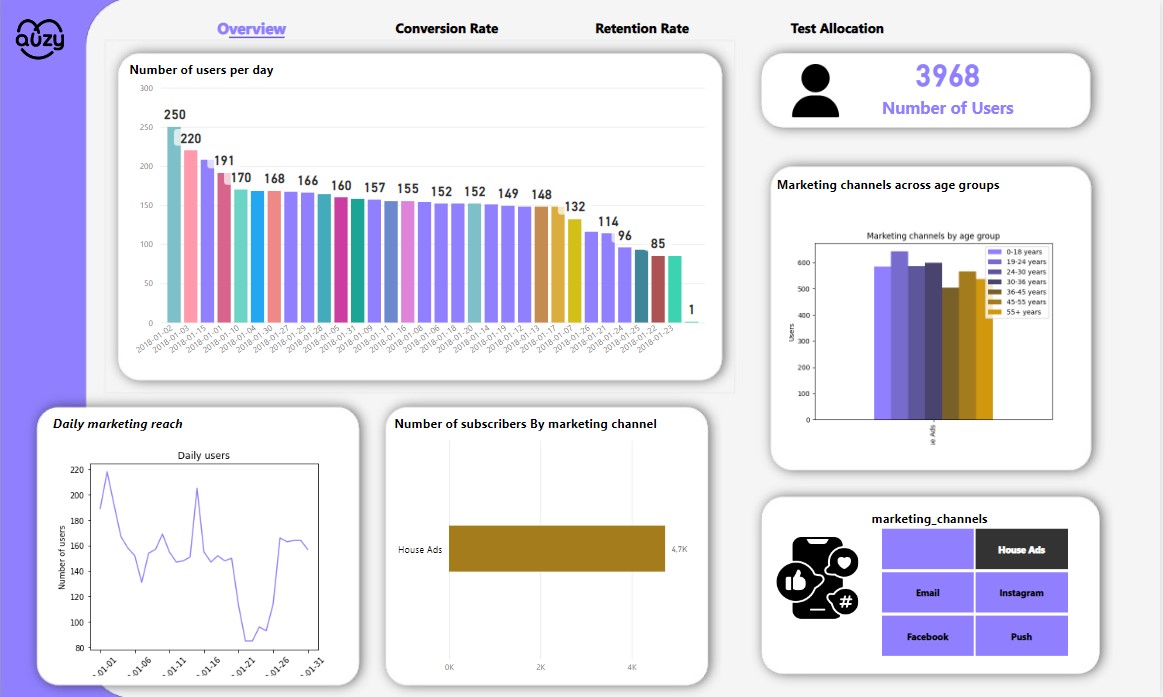 auzy
Overview
Conversion Rate
Retention Rate
Test Allocation
Number of users per day
300
250
200
150
100
50
0
250
220
191
170
168
166
160
157
155
152
152
149
148
132
114
96
85
1
2018-01-02
2018-01-03
2018-01-15
2018-01-01
2018-01-10
2018-01-04
2018-01-30
2018-01-27
2018-01-29
2018-01-28
2018-01-05
2018-01-31
2018-01-09
2018-01-11
2018-01-16
2018-01-08
2018-01-06
2018-01-18
2018-01-20
2018-01-14
2018-01-19
2018-01-12
2018-01-13
2018-01-17
2018-01-07
2018-01-26
2018-01-21
2018-01-24
2018-01-25
2018-01-22
2018-01-23
3968
Number of Users
Marketing channels across age groups
Marketing channels by age group
0-18 years
19-24 years
24-30 years
30-36 years
36-45 years
45-55 years
55+ years
Users
600
500
400
300
200
100
0
ie Ads
Daily marketing reach
Daily users
Number of users
220
200
180
160
140
120
100
80
-01-01
-01-06
-01-11
-01-16
-01-21
-01-26
-01-31
Number of subscribers By marketing channel
House Ads
4.7K
0K
2K
4K
marketing_channels
House Ads
Email
Instagram
Facebook
Push
#